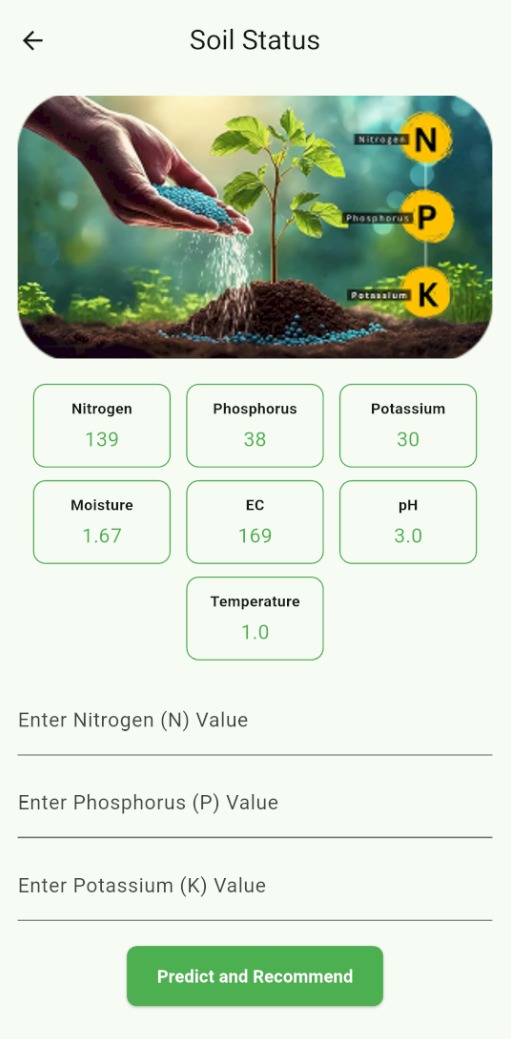 Soil Status
Nitrogen N
Phosphorus P
Potassium K
Nitrogen Phosphorus Potassium
139 38 30
Moisture EC pH
1.67 169 3.0
Temperature
1.0
Enter Nitrogen (N) Value
Enter Phosphorus (P) Value
Enter Potassium (K) Value
Predict and Recommend